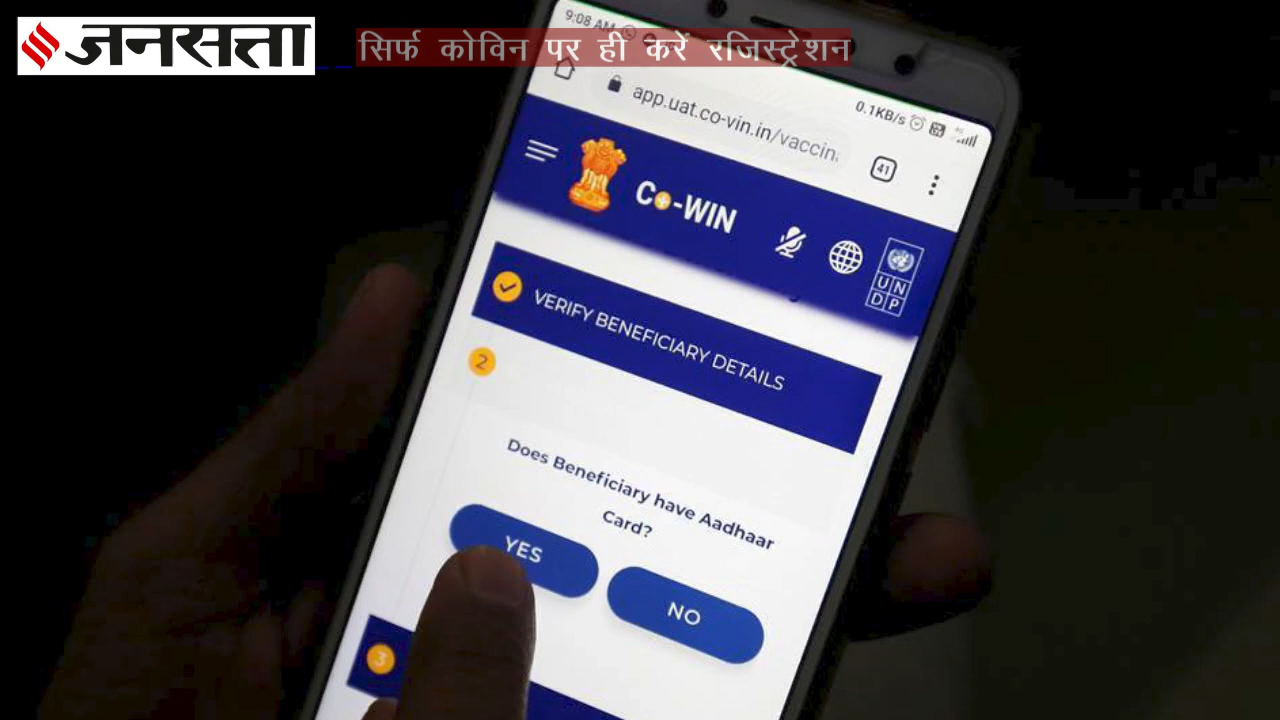 जनसत्ता
सिर्फ कोविन पर ही करें रजिस्ट्रेशन
9:08 AM
0.1KB/s
app.uat.co-vin.in/vaccin
41
Co-WIN
UN
DP
VERIFY BENEFICIARY DETAILS
2
Does Beneficiary have Aadhaar
Card?
YES
NO
3